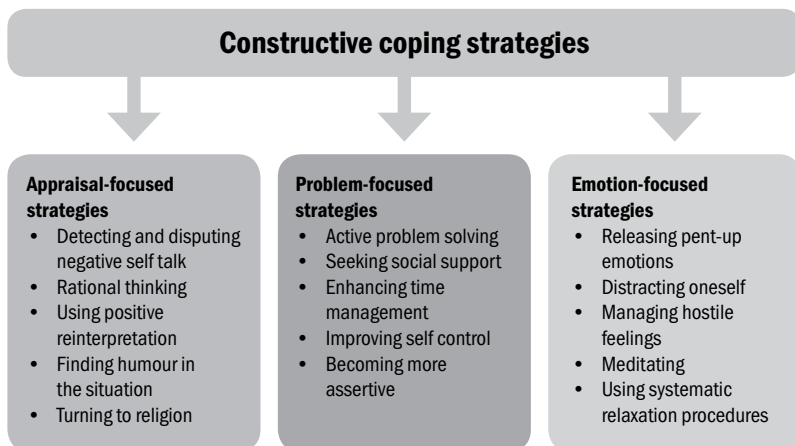 Constructive coping strategies
Appraisal-focused
strategies
• Detecting and disputing
negative self talk
• Rational thinking
• Using positive
reinterpretation
• Finding humour in
the situation
• Turning to religion
Problem-focused
strategies
• Active problem solving
• Seeking social support
• Enhancing time
management
• Improving self control
• Becoming more
assertive
Emotion-focused
strategies
• Releasing pent-up
emotions
• Distracting oneself
• Managing hostile
feelings
• Meditating
• Using systematic
relaxation procedures